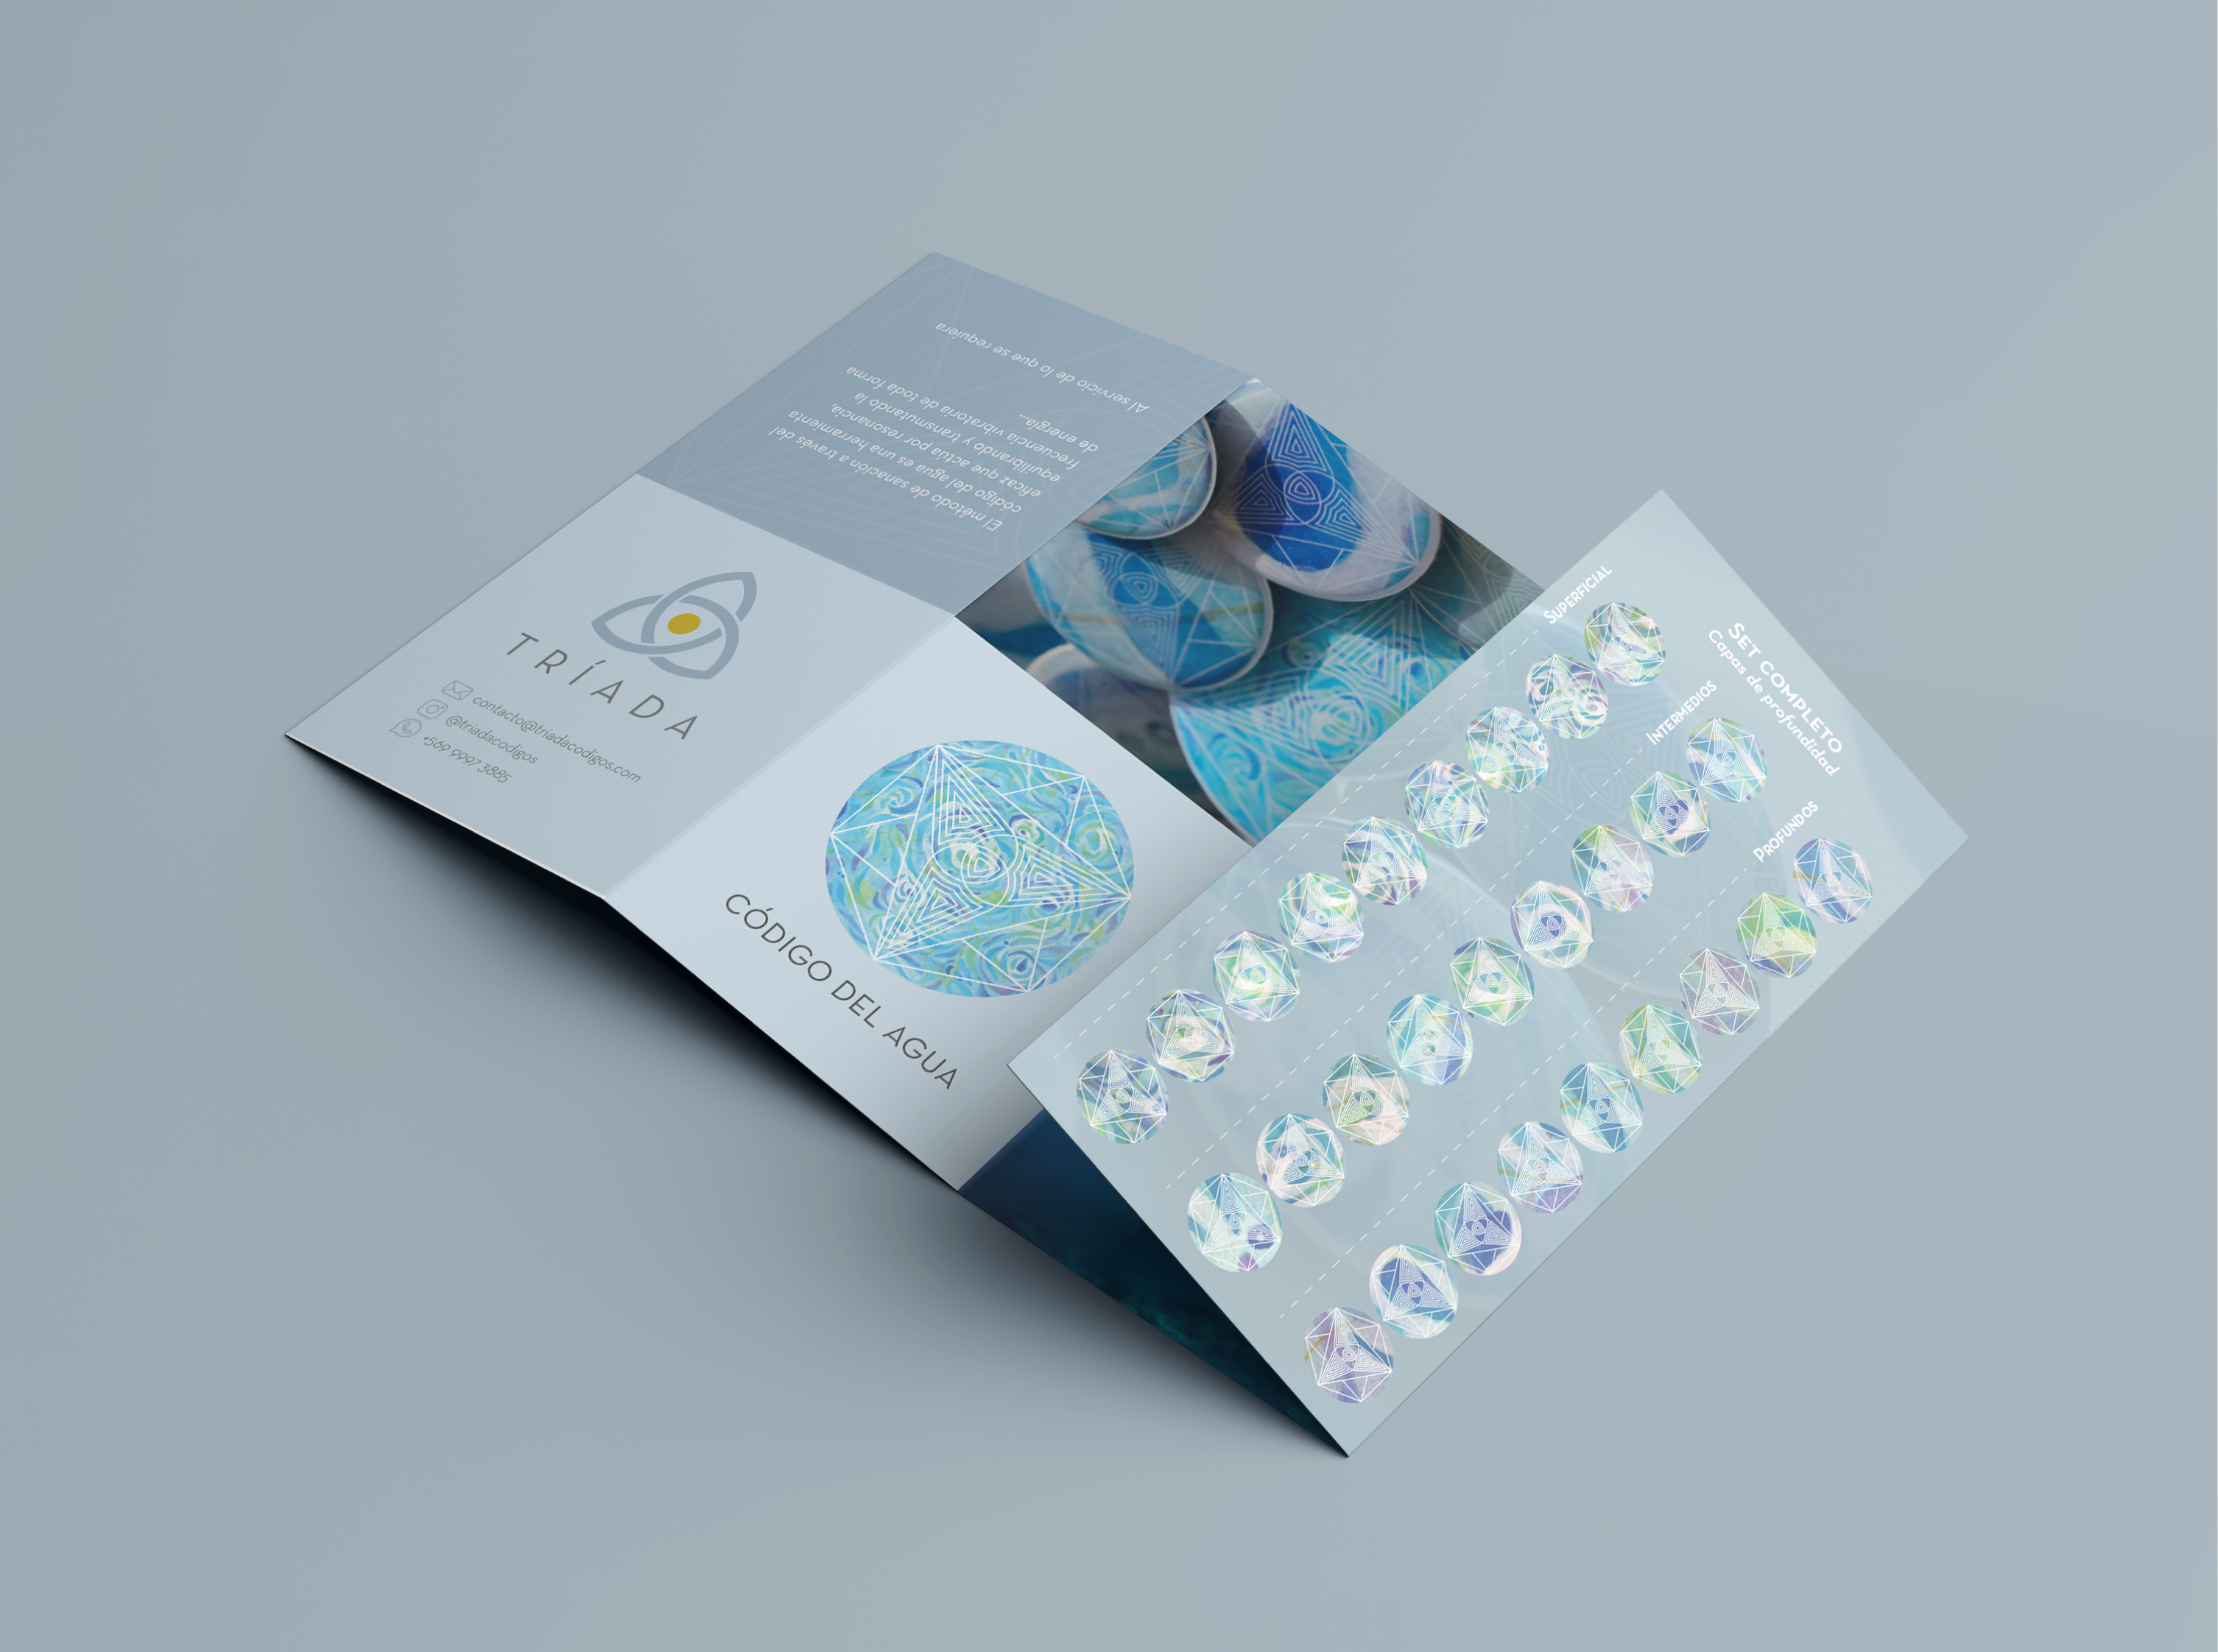 El método de sanación a través del
código del agua es una herramienta
eficaz que actúa por resonancia,
equilibrando y transmutando la
frecuencia vibratoria de toda forma
de energía...
Al servicio de lo que se requiera
TRÍADA
contacto@triadacodigos.com
@triadacodigos
+569 9997 3885
CÓDIGO DEL AGUA
SET COMPLETO
Capas de profundidad
SUPERFICIAL
INTERMEDIOS
PROFUNDOS